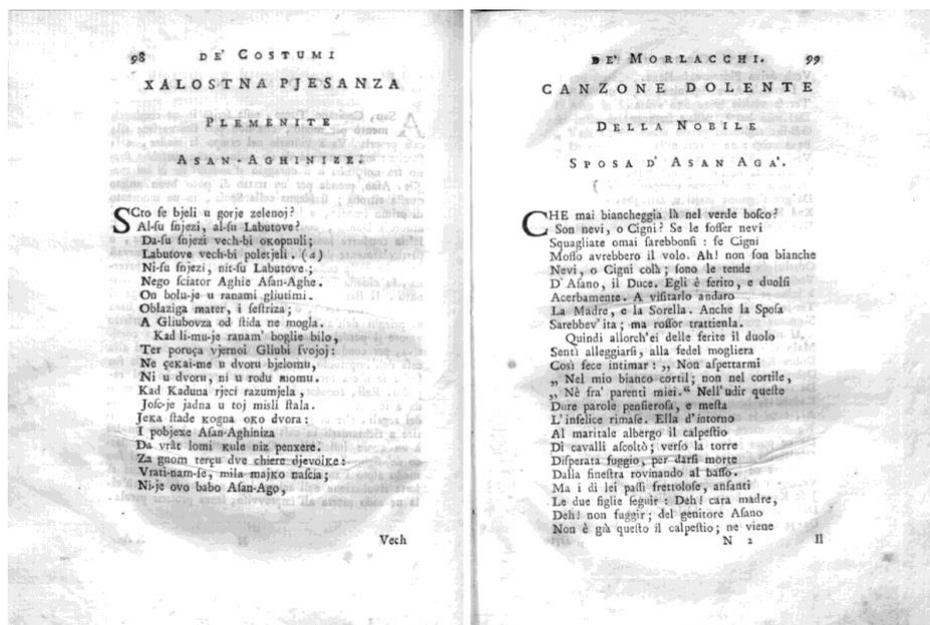 98 DE' COSTUMI
XALOSTNA PJESANZA
PLEMENITE
ASAN-AGHINIZE.
SCto ſe bjeli u gorje zelenoj?
Al-ſu ſnjezi, al-ſu Labutove?
Da-ſu ſnjezi vech-bi oκopnuli;
Labutove vech-bi poletjeli. (a)
Ni-ſu ſnjezi, nit-ſu Labutove;
Nego ſciator Aghie Aſan-Aghe.
On bolu-je u ranami gliutimi.
Oblaziga mater, i ſeſtriza;
A Gliubovza od ſtida ne mogla.
Kad li-mu-je ranam' boglie bilo,
Ter poruça vjernoi Gliubi ſvojoj:
Ne çeκai-me u dvoru bjelomu,
Ni u dvoru, ni u rodu momu.
Kad Kaduna rjeci razumjela,
Joſc-je jadna u toj misli ſtala.
Jeκa ſtade κogna oκo dvora:
I pobjexe Aſan-Aghiniza
Da vrât lomi κule niz penxere.
Za gnom terçu dve chiere djevoiκe:
Vrati-nam-ſe, mila majκo naſcia;
Ni-je ovo babo Aſan-Ago,
Vech
DE' MORLACCHI. 99
CANZONE DOLENTE
DELLA NOBILE
SPOSA D' ASAN AGA'.
CHE mai biancheggia là nel verde boſco?
Son nevi, o Cigni? Se le foſſer nevi
Squagliate omai ſarebbonſi: ſe Cigni
Moſſo avrebbero il volo. Ah! non ſon bianche
Nevi, o Cigni colà; ſono le tende
D' Aſano, il Duce. Egli è ferito, e duolſi
Acerbamente. A viſitarlo andaro
La Madre, e la Sorella. Anche la Spoſa
Sarebbev' ita; ma roſſor trattienla.
Quindi allorch'ei delle ferite il duolo
Sentì alleggiarſi, alla fedel mogliera
Così fece intimar: „ Non aſpettarmi
„ Nel mio bianco cortil; non nel cortile,
„ Nè fra' parenti miei.“ Nell' udir queſte
Dure parole penſieroſa, e meſta
L' infelice rimaſe. Ella d' intorno
Al maritale albergo il calpeſtio
Di cavalli aſcoltò; verſo la torre
Diſperata fuggìo, per darſi morte
Dalla fineſtra rovinando al baſſo.
Ma i di lei paſſi frettoloſe, anſanti
Le due figlie ſeguir: Deh! cara madre,
Deh! non fuggir; del genitore Aſano
Non è già queſto il calpeſtio; ne viene
N 2 Il